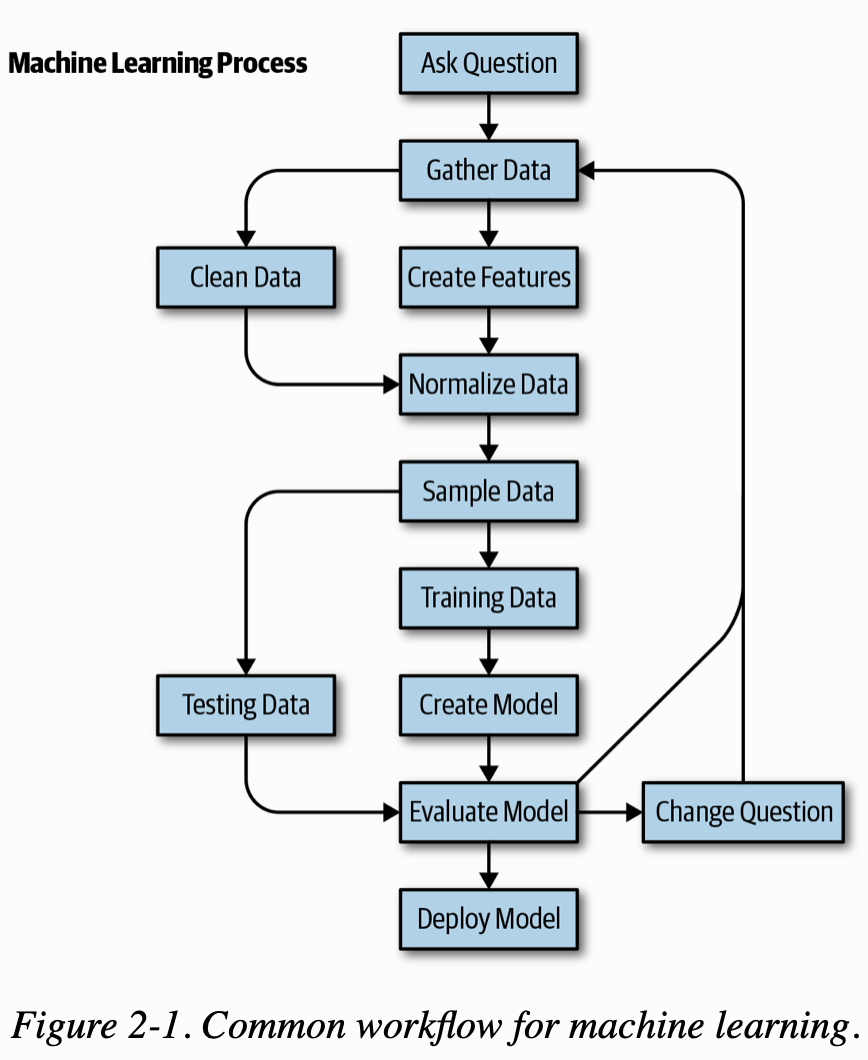 Machine Learning Process
Ask Question
Gather Data
Clean Data
Create Features
Normalize Data
Sample Data
Training Data
Testing Data
Create Model
Evaluate Model
Change Question
Deploy Model
Figure 2-1. Common workflow for machine learning.